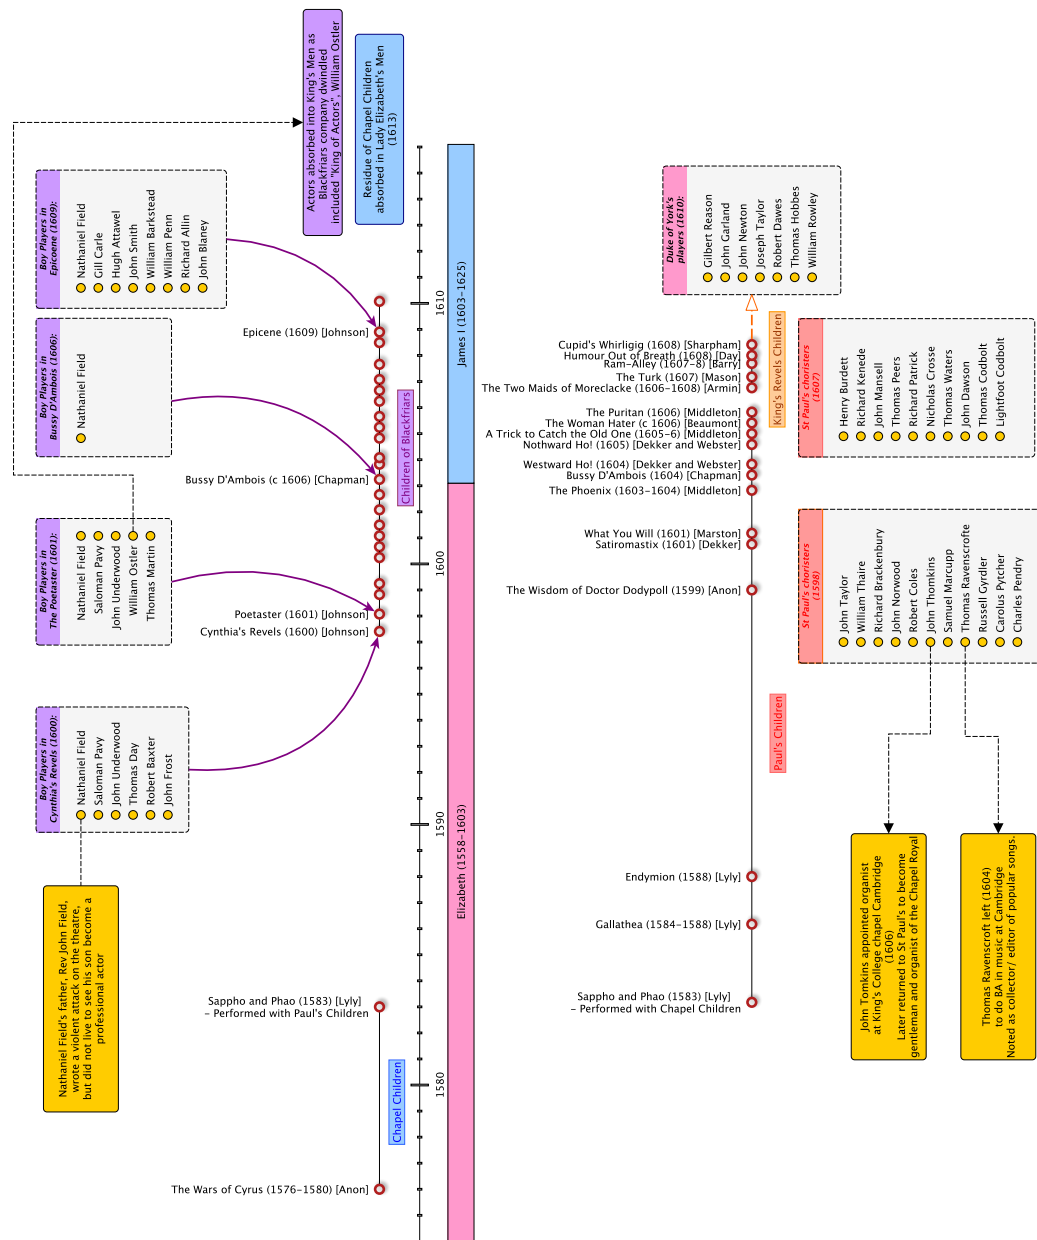 Actors absorbed into King's Men as
Blackfriars company dwindled
included "King of Actors", William Ostler
Residue of Chapel Children
absorbed in Lady Elizabeth's Men
(1613)
Boy Players in
Epicoene (1609):
Nathaniel Field
Gill Carle
Hugh Attawel
John Smith
William Barkstead
William Penn
Richard Allin
John Blaney
Boy Players in
Bussy D'Ambois (1606):
Nathaniel Field
Boy Players in
The Poetaster (1601):
Nathaniel Field
Saloman Pavy
John Underwood
William Ostler
Thomas Martin
Boy Players in
Cynthia's Revels (1600):
Nathaniel Field
Saloman Pavy
John Underwood
Thomas Day
Robert Baxter
John Frost
Nathaniel Field's father, Rev John Field,
wrote a violent attack on the theatre,
but did not live to see his son become a
professional actor
Epicene (1609) [Johnson]
Bussy D'Ambois (c 1606) [Chapman]
Poetaster (1601) [Johnson]
Cynthia's Revels (1600) [Johnson]
Sappho and Phao (1583) [Lyly]
- Performed with Paul's Children
The Wars of Cyrus (1576-1580) [Anon]
Children of Blackfriars
Chapel Children
1610
1600
1590
1580
James I (1603-1625)
Elizabeth (1558-1603)
Duke of York's
players (1610):
Gilbert Reason
John Garland
John Newton
Joseph Taylor
Robert Dawes
Thomas Hobbes
William Rowley
Cupid's Whirligig (1608) [Sharpham]
Humour Out of Breath (1608) [Day]
Ram-Alley (1607-8) [Barry]
The Turk (1607) [Mason]
The Two Maids of Moreclacke (1606-1608) [Armin]
The Puritan (1606) [Middleton]
The Woman Hater (c 1606) [Beaumont]
A Trick to Catch the Old One (1605-6) [Middleton]
Nothward Ho! (1605) [Dekker and Webster]
Westward Ho! (1604) [Dekker and Webster]
Bussy D'Ambois (1604) [Chapman]
The Phoenix (1603-1604) [Middleton]
What You Will (1601) [Marston]
Satiromastix (1601) [Dekker]
The Wisdom of Doctor Dodypoll (1599) [Anon]
Endymion (1588) [Lyly]
Gallathea (1584-1588) [Lyly]
Sappho and Phao (1583) [Lyly]
- Performed with Chapel Children
King's Revels Children
Paul's Children
St Paul's choristers
(1607)
Henry Burdett
Richard Kenede
John Mansell
Thomas Peers
Richard Patrick
Nicholas Crosse
Thomas Waters
John Dawson
Thomas Codbolt
Lightfoot Codbolt
St Paul's choristers
(1598)
John Taylor
William Thaire
Richard Brackenbury
John Norwood
Robert Coles
John Thomkins
Samuel Marcupp
Thomas Ravenscrofte
Russell Gyrdler
Carolus Pytcher
Charles Pendry
John Tomkins appointed organist
at King's College chapel Cambridge
(1606)
Later returned to St Paul's to become
gentleman and organist of the Chapel Royal
Thomas Ravenscroft left (1604)
to do BA in music at Cambridge
Noted as collector/ editor of popular songs.